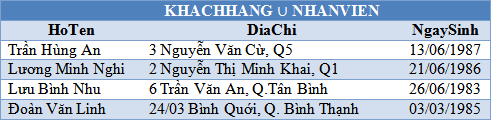 KHACHHANG ∪ NHANVIEN
HoTen DiaChi NgaySinh
Trần Hùng An 3 Nguyễn Văn Cừ, Q5 13/06/1987
Lương Minh Nghi 2 Nguyễn Thị Minh Khai, Q1 21/06/1986
Lưu Bình Nhu 6 Trần Văn An, Q.Tân Bình 26/06/1983
Đoàn Văn Linh 24/03 Bình Quới, Q. Bình Thạnh 03/03/1985